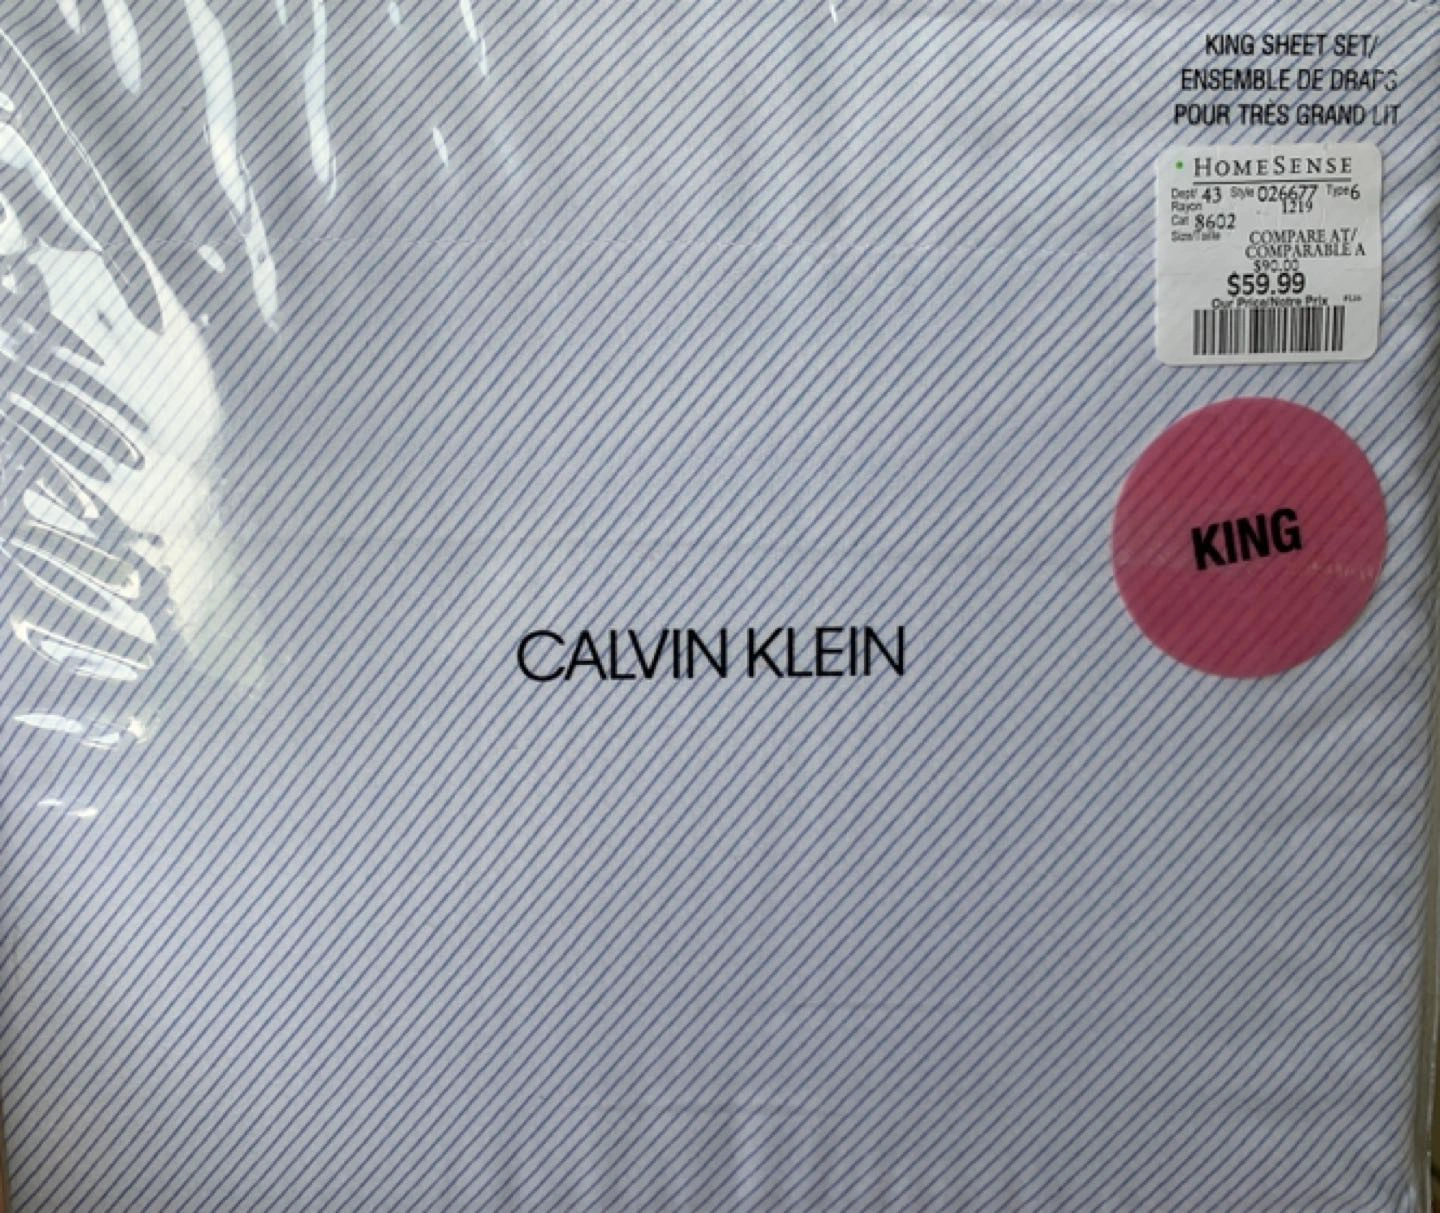 KING SHEET SET/
ENSEMBLE DE DRAPS
POUR TRÈS GRAND LIT
HOMESENSE
Dept/ 43 Style 026677 Type 6
Rayon 1219
Cat 8602
Size/Taille COMPARE AT/
COMPARABLE A
$90.00
$59.99
Our Price/Notre Prix
KING
CALVIN KLEIN